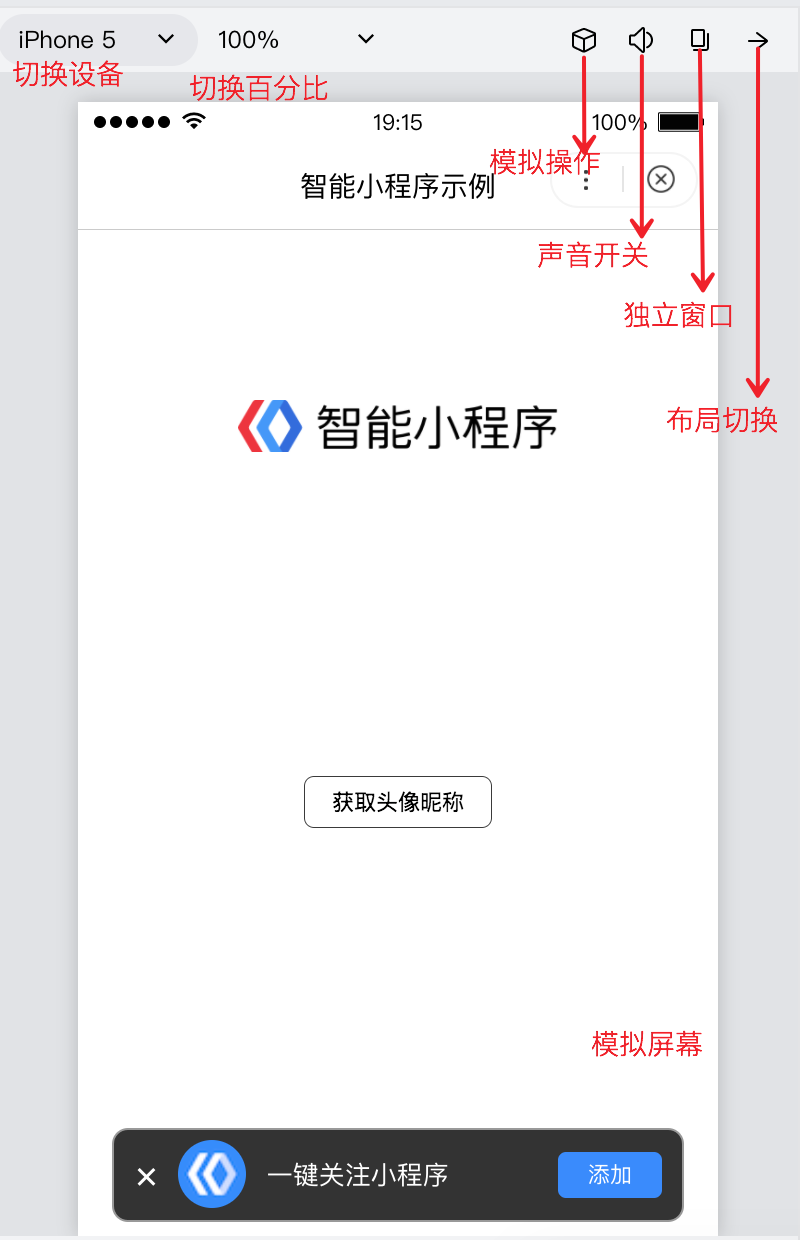 iPhone 5
100%
切换设备
切换百分比
19:15
100%
模拟操作
智能小程序示例
声音开关
独立窗口
布局切换
智能小程序
获取头像昵称
模拟屏幕
一键关注小程序
添加